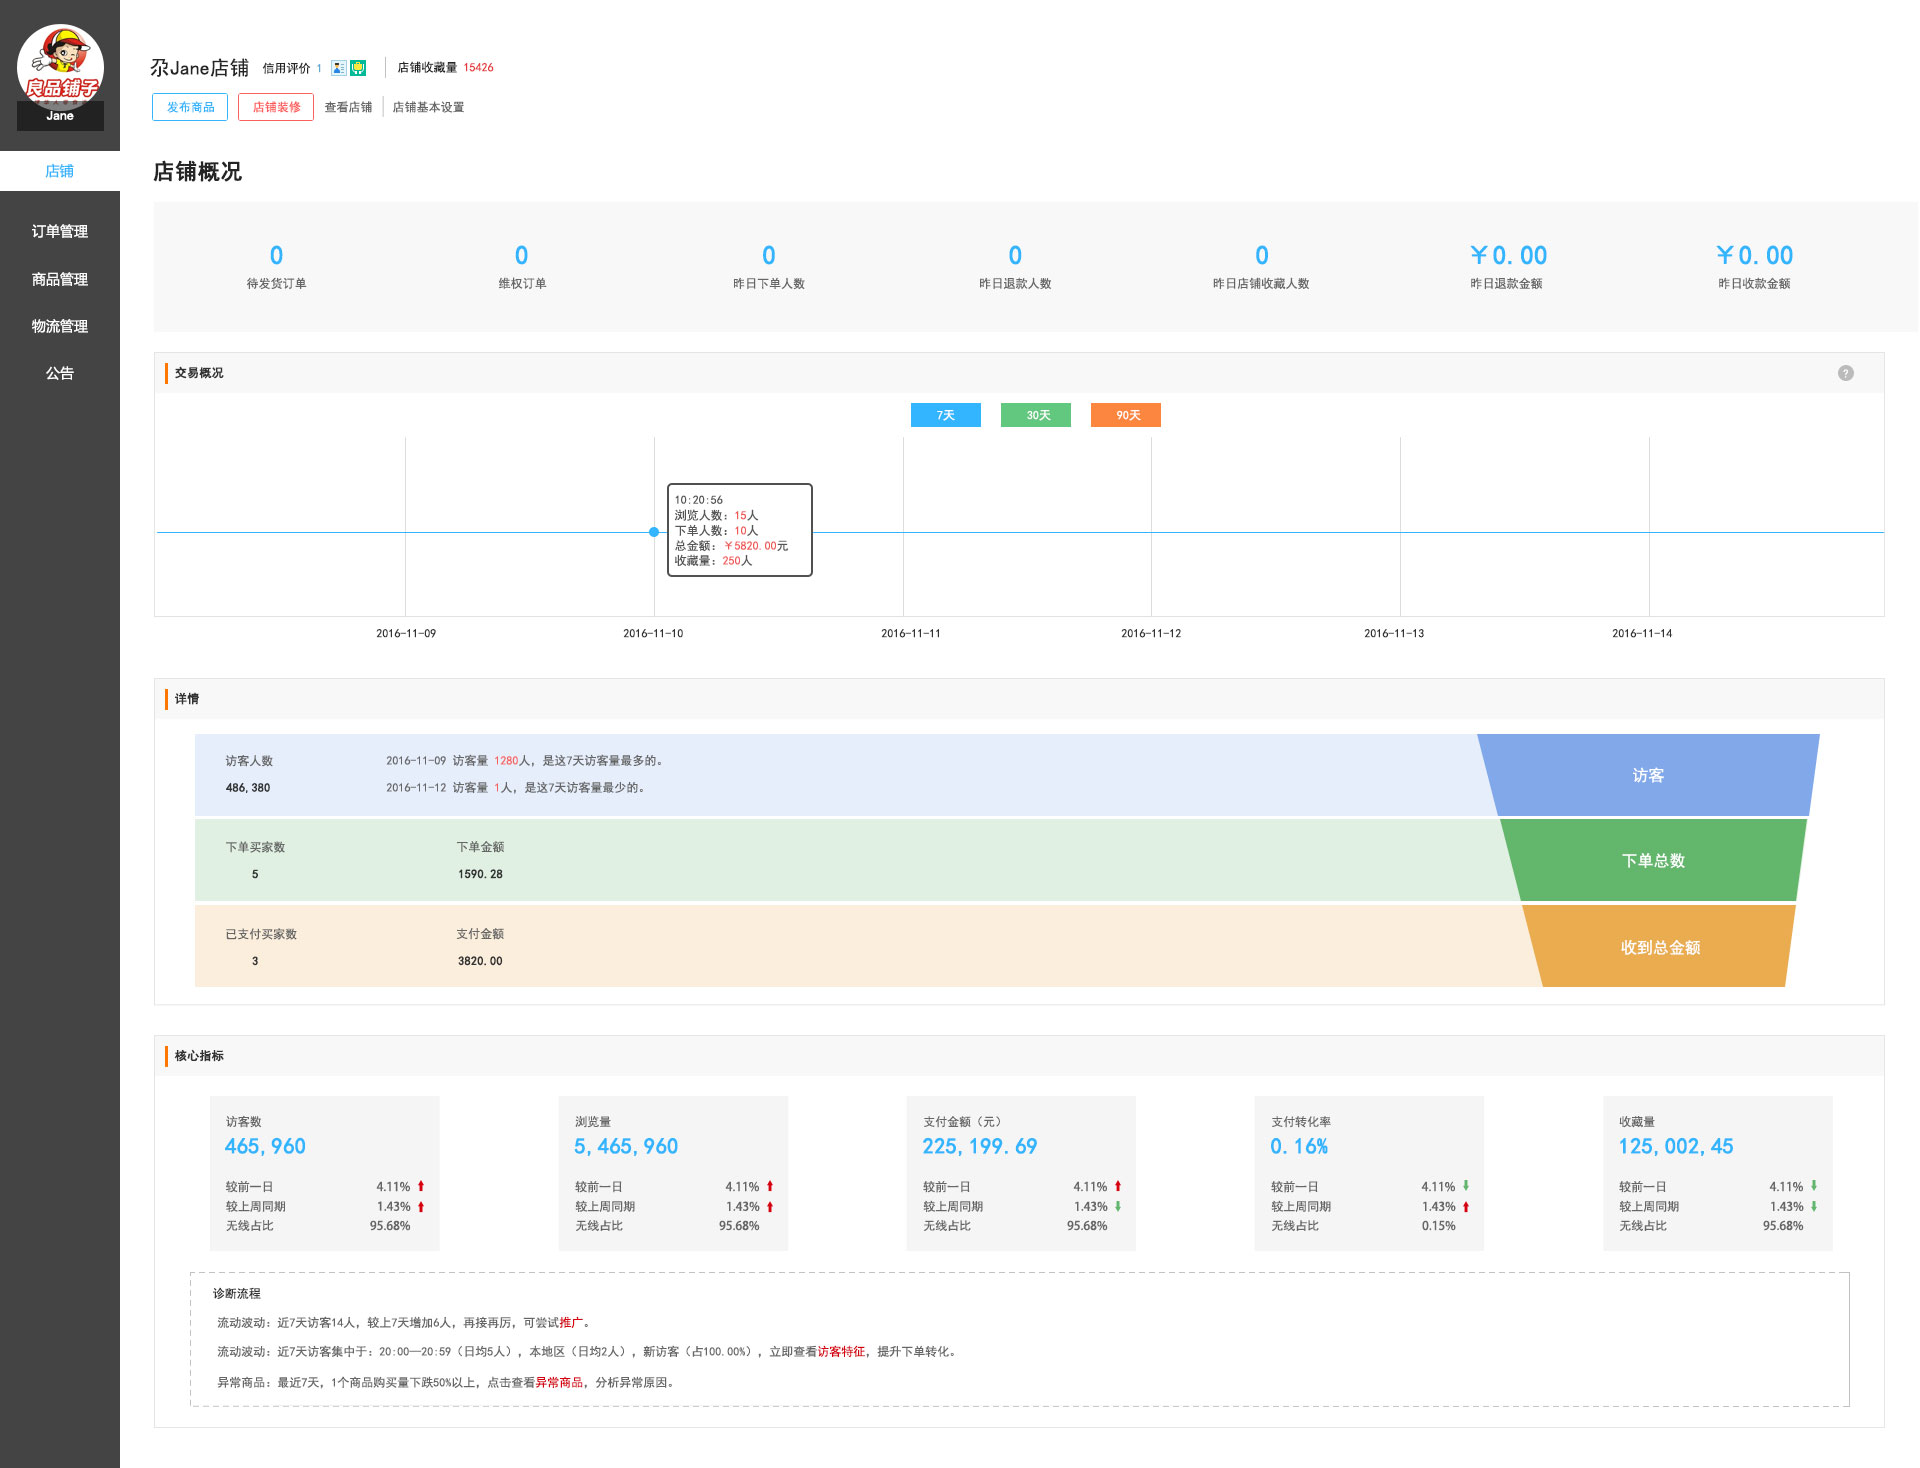 良品铺子
Jane
店铺
订单管理
商品管理
物流管理
公告
尕Jane店铺 信用评价 1 店铺收藏量 15426
发布商品 店铺装修 查看店铺 店铺基本设置
店铺概况
0 0 0 0 0 ￥0.00 ￥0.00
待发货订单 维权订单 昨日下单人数 昨日退款人数 昨日店铺收藏人数 昨日退款金额 昨日收款金额
交易概况 ?
7天 30天 90天
10:20:56
浏览人数：15人
下单人数：10人
总金额：￥5820.00元
收藏量：250人
2016-11-09 2016-11-10 2016-11-11 2016-11-12 2016-11-13 2016-11-14
详情
访客人数 2016-11-09 访客量 1280人，是这7天访客量最多的。
486,380 2016-11-12 访客量 1人，是这7天访客量最少的。
访客
下单买家数 下单金额
5 1590.28
下单总数
已支付买家数 支付金额
3 3820.00
收到总金额
核心指标
访客数
465,960
较前一日 4.11%
较上周同期 1.43%
无线占比 95.68%
浏览量
5,465,960
较前一日 4.11%
较上周同期 1.43%
无线占比 95.68%
支付金额（元）
225,199.69
较前一日 4.11%
较上周同期 1.43%
无线占比 95.68%
支付转化率
0.16%
较前一日 4.11%
较上周同期 1.43%
无线占比 0.15%
收藏量
125,002,45
较前一日 4.11%
较上周同期 1.43%
无线占比 95.68%
诊断流程
流动波动：近7天访客14人，较上7天增加6人，再接再厉，可尝试推广。
流动波动：近7天访客集中于：20:00—20:59（日均5人），本地区（日均2人），新访客（占100.00%），立即查看访客特征，提升下单转化。
异常商品：最近7天，1个商品购买量下跌50%以上，点击查看异常商品，分析异常原因。